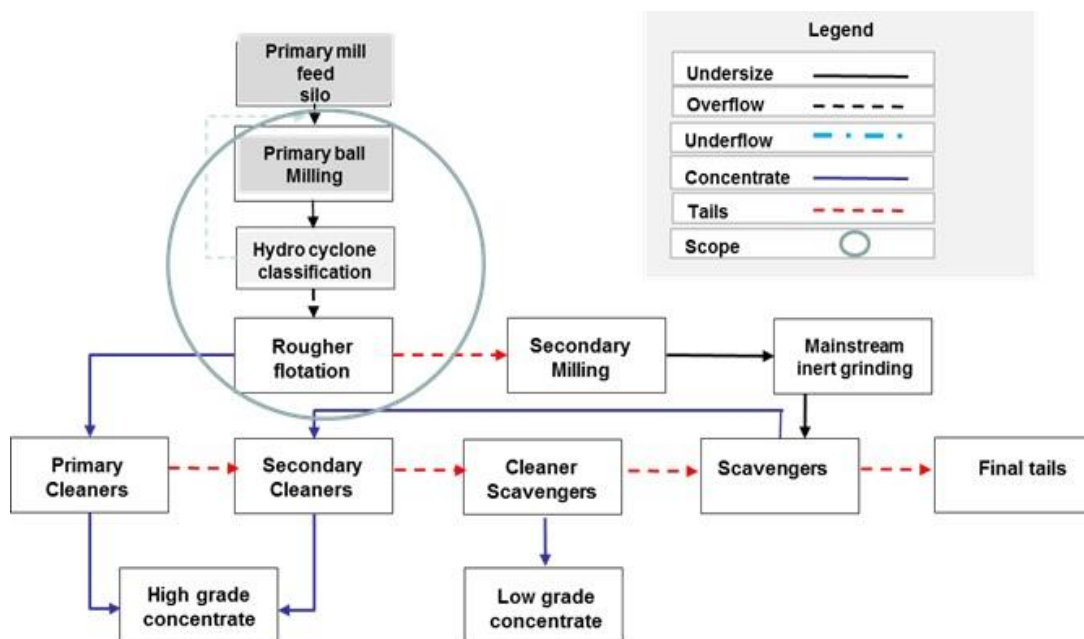 Primary mill
feed
silo
Primary ball
Milling
Hydro cyclone
classification
Rougher
flotation
Secondary
Milling
Mainstream
inert grinding
Primary
Cleaners
Secondary
Cleaners
Cleaner
Scavengers
Scavengers
Final tails
High grade
concentrate
Low grade
concentrate
Legend
Undersize
Overflow
Underflow
Concentrate
Tails
Scope